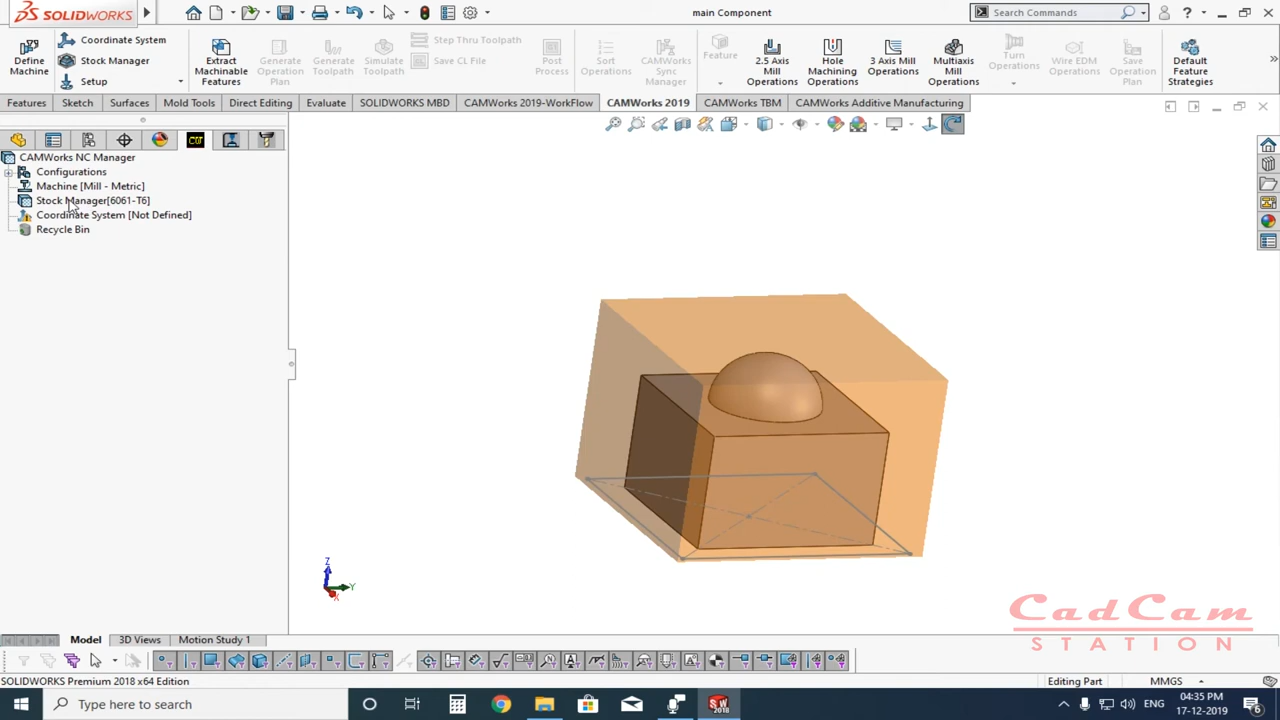 SOLIDWORKS
main Component
Search Commands
?
Define Machine
Coordinate System
Stock Manager
Setup
Extract Machinable Features
Generate Operation Plan
Generate Toolpath
Simulate Toolpath
Step Thru Toolpath
Save CL File
Post Process
Sort Operations
CAMWorks Sync Manager
Feature
2.5 Axis Mill Operations
Hole Machining Operations
3 Axis Mill Operations
Multiaxis Mill Operations
Turn Operations
Wire EDM Operations
Save Operation Plan
Default Feature Strategies
Features
Sketch
Surfaces
Mold Tools
Direct Editing
Evaluate
SOLIDWORKS MBD
CAMWorks 2019-WorkFlow
CAMWorks 2019
CAMWorks TBM
CAMWorks Additive Manufacturing
CAMWorks NC Manager
Configurations
Machine [Mill - Metric]
Stock Manager[6061-T6]
Coordinate System [Not Defined]
Recycle Bin
Z
Y
X
CadCam
STATION
Model
3D Views
Motion Study 1
SOLIDWORKS Premium 2018 x64 Edition
Editing Part
MMGS
Type here to search
SW
2018
ENG
04:35 PM
17-12-2019
6